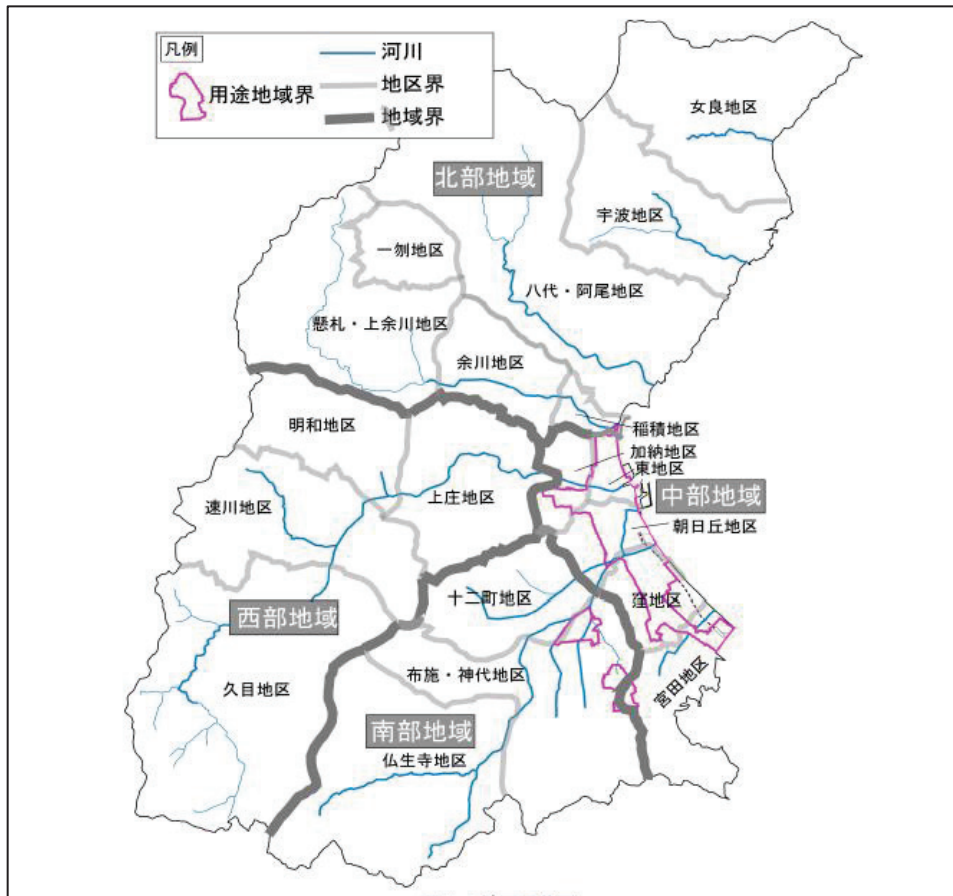 凡例
河川
用途地域界
地区界
地域界
女良地区
北部地域
宇波地区
一刎地区
八代・阿尾地区
懸札・上余川地区
余川地区
稲積地区
明和地区
加納地区
東地区
上庄地区
中部地域
速川地区
朝日丘地区
十二町地区
窪地区
西部地域
布施・神代地区
久目地区
宮田地区
南部地域
仏生寺地区